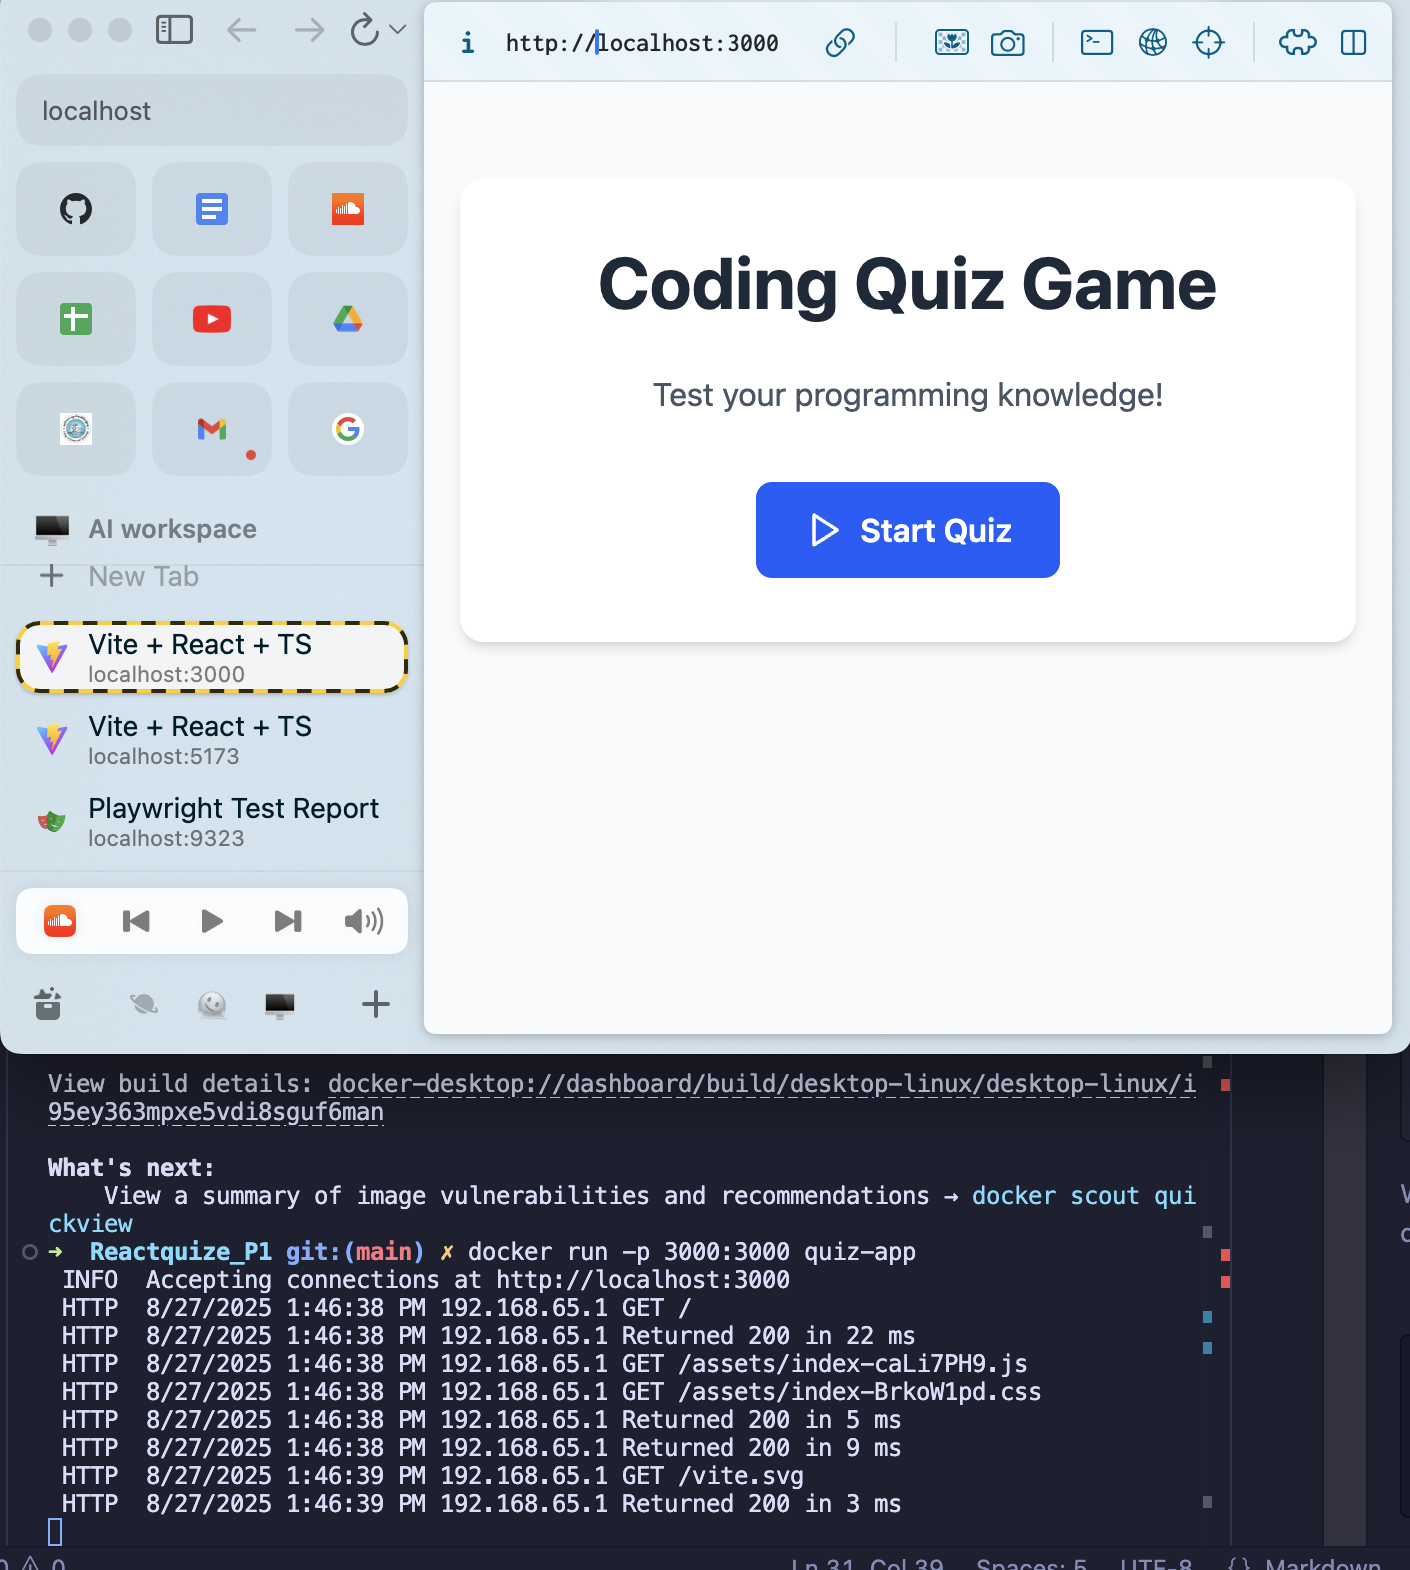 localhost
AI workspace
New Tab
Vite + React + TS
localhost:3000
Vite + React + TS
localhost:5173
Playwright Test Report
localhost:9323
http://localhost:3000
Coding Quiz Game
Test your programming knowledge!
Start Quiz
View build details: docker-desktop://dashboard/build/desktop-linux/desktop-linux/i
95ey363mpxe5vdi8sguf6man
What's next:
View a summary of image vulnerabilities and recommendations → docker scout qui
ckview
➜ Reactquize_P1 git:(main) ✗ docker run -p 3000:3000 quiz-app
INFO Accepting connections at http://localhost:3000
HTTP 8/27/2025 1:46:38 PM 192.168.65.1 GET /
HTTP 8/27/2025 1:46:38 PM 192.168.65.1 Returned 200 in 22 ms
HTTP 8/27/2025 1:46:38 PM 192.168.65.1 GET /assets/index-caLi7PH9.js
HTTP 8/27/2025 1:46:38 PM 192.168.65.1 GET /assets/index-BrkoW1pd.css
HTTP 8/27/2025 1:46:38 PM 192.168.65.1 Returned 200 in 5 ms
HTTP 8/27/2025 1:46:38 PM 192.168.65.1 Returned 200 in 9 ms
HTTP 8/27/2025 1:46:39 PM 192.168.65.1 GET /vite.svg
HTTP 8/27/2025 1:46:39 PM 192.168.65.1 Returned 200 in 3 ms
0 Ln 31, Col 39 Spaces: 5 UTF-8 {} Markdown